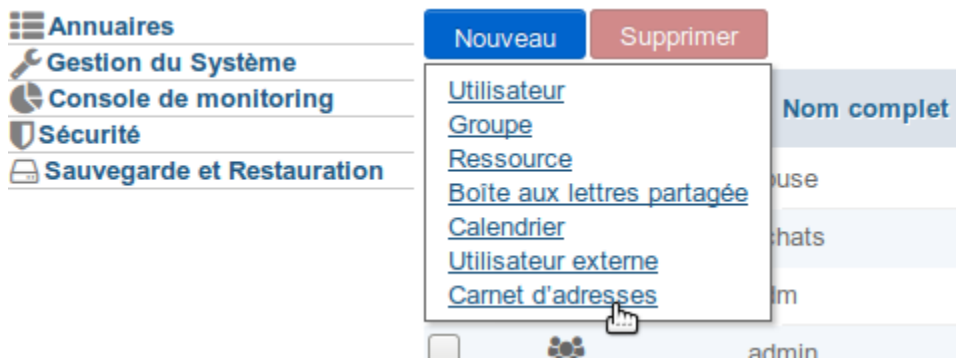 Annuaires
Gestion du Système
Console de monitoring
Sécurité
Sauvegarde et Restauration
Nouveau
Supprimer
Utilisateur
Groupe
Ressource
Boîte aux lettres partagée
Calendrier
Utilisateur externe
Carnet d'adresses
Nom complet
admin